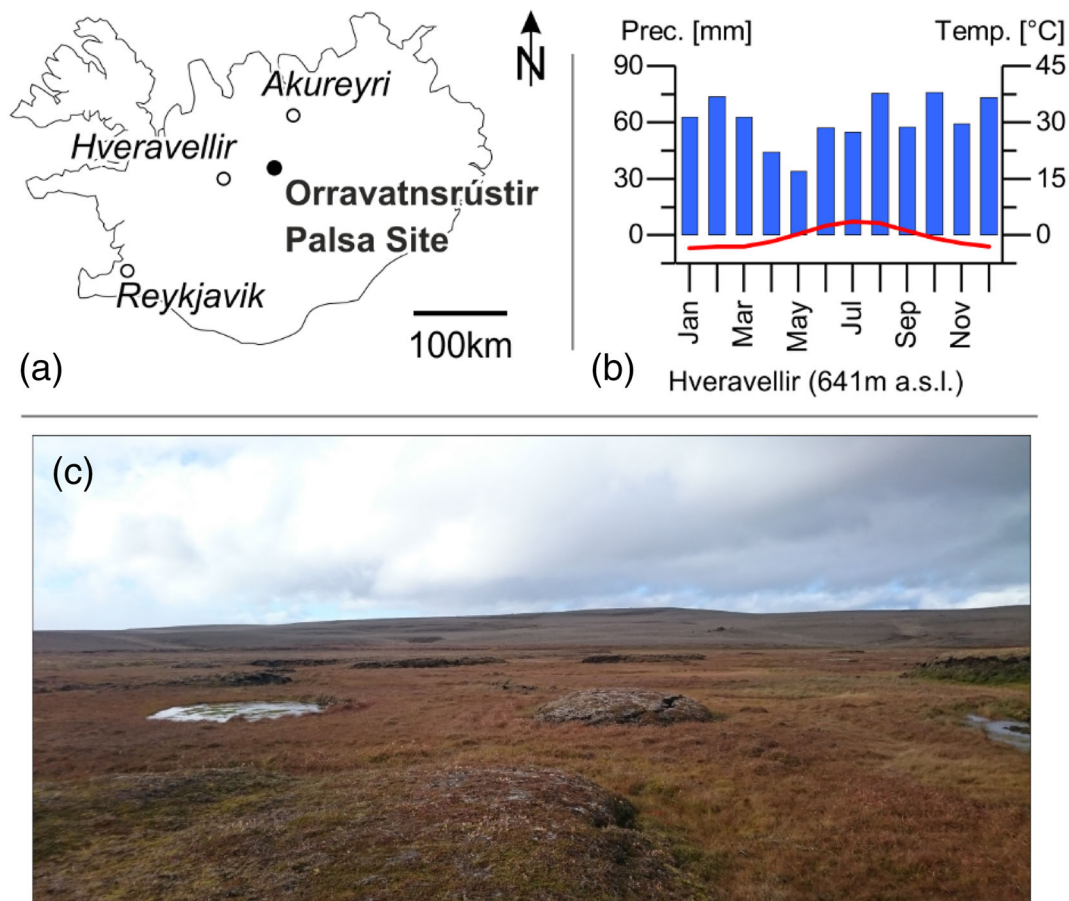 Akureyri
Hveravellir
Orravatnsrústir
Palsa Site
Reykjavik
N
100km
(a)
Prec. [mm]
Temp. [°C]
90
60
30
0
45
30
15
0
Jan
Mar
May
Jul
Sep
Nov
(b)
Hveravellir (641m a.s.l.)
(c)